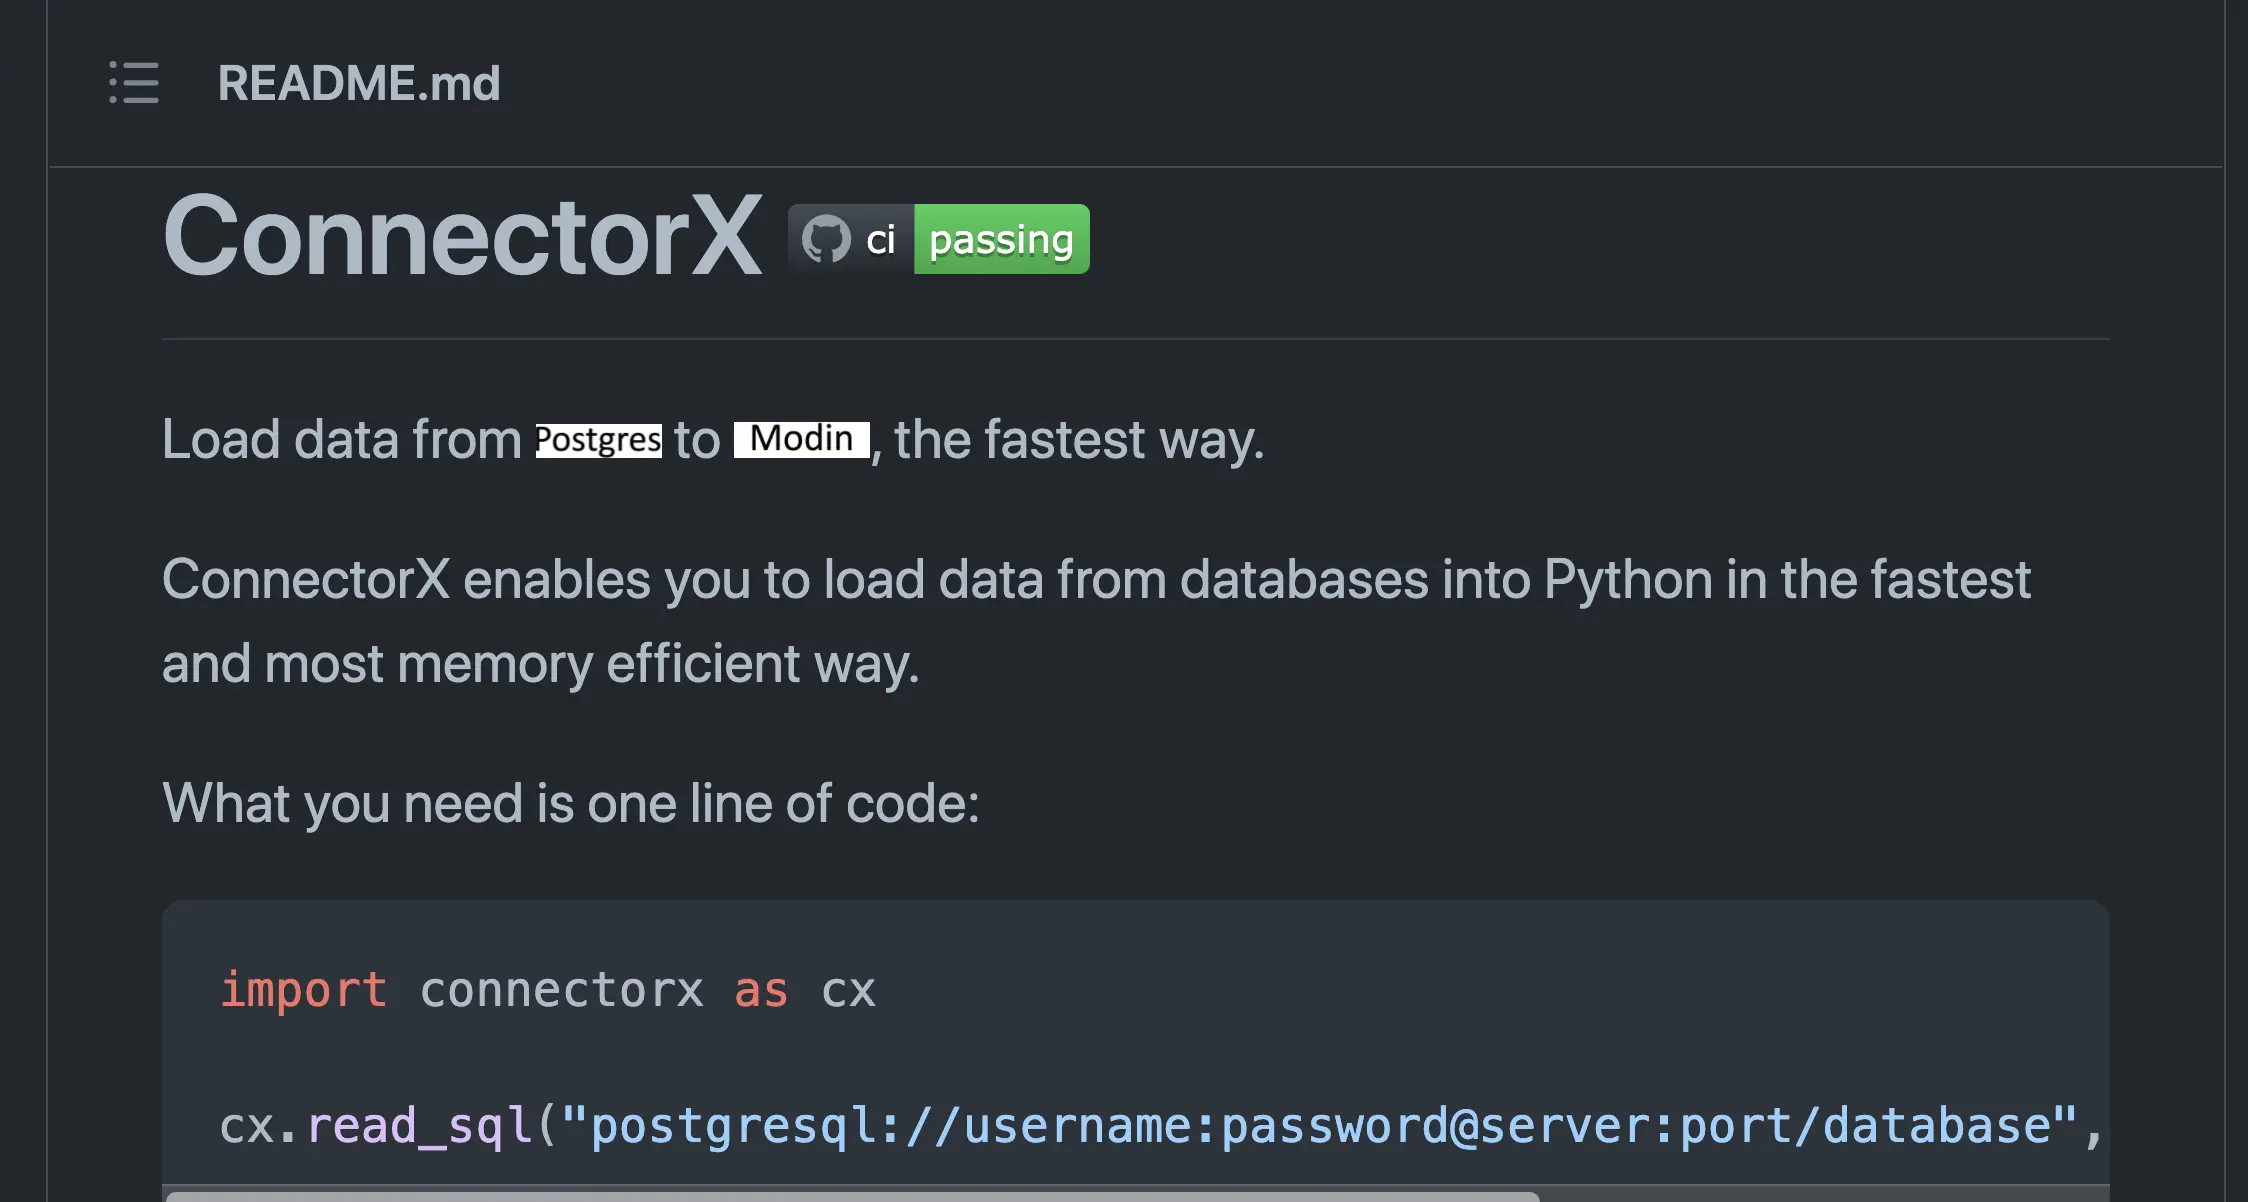 README.md
ConnectorX ci passing
Load data from Postgres to Modin, the fastest way.
ConnectorX enables you to load data from databases into Python in the fastest
and most memory efficient way.
What you need is one line of code:
import connectorx as cx
cx.read_sql("postgresql://username:password@server:port/database",